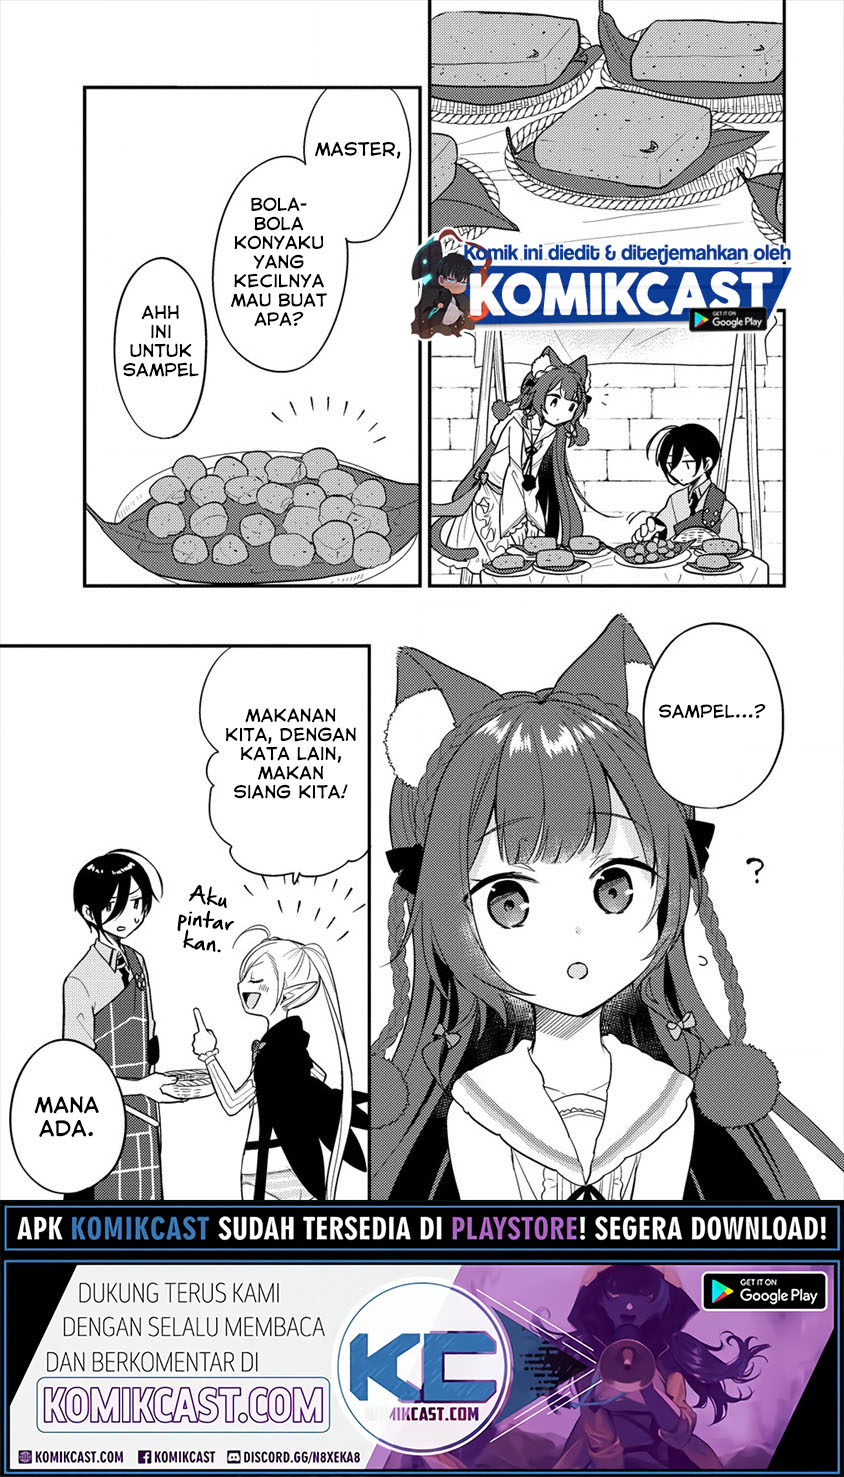 Komik ini diedit & diterjemahkan oleh
KOMIKCAST
GET IT ON
Google Play
MASTER,
BOLA-
BOLA
KONYAKU
YANG
KECILNYA
MAU BUAT
APA?
AHH
INI
UNTUK
SAMPEL
SAMPEL...?
?
MAKANAN
KITA, DENGAN
KATA LAIN,
MAKAN
SIANG KITA!
Aku
pintar
kan.
MANA
ADA.
APK KOMIKCAST SUDAH TERSEDIA DI PLAYSTORE! SEGERA DOWNLOAD!
DUKUNG TERUS KAMI
DENGAN SELALU MEMBACA
DAN BERKOMENTAR DI
KOMIKCAST.COM
KOMIKCAST.COM
KOMIKCAST
DISCORD.GG/N8XEKA8
KC
KOMIKCAST.COM
GET IT ON
Google Play